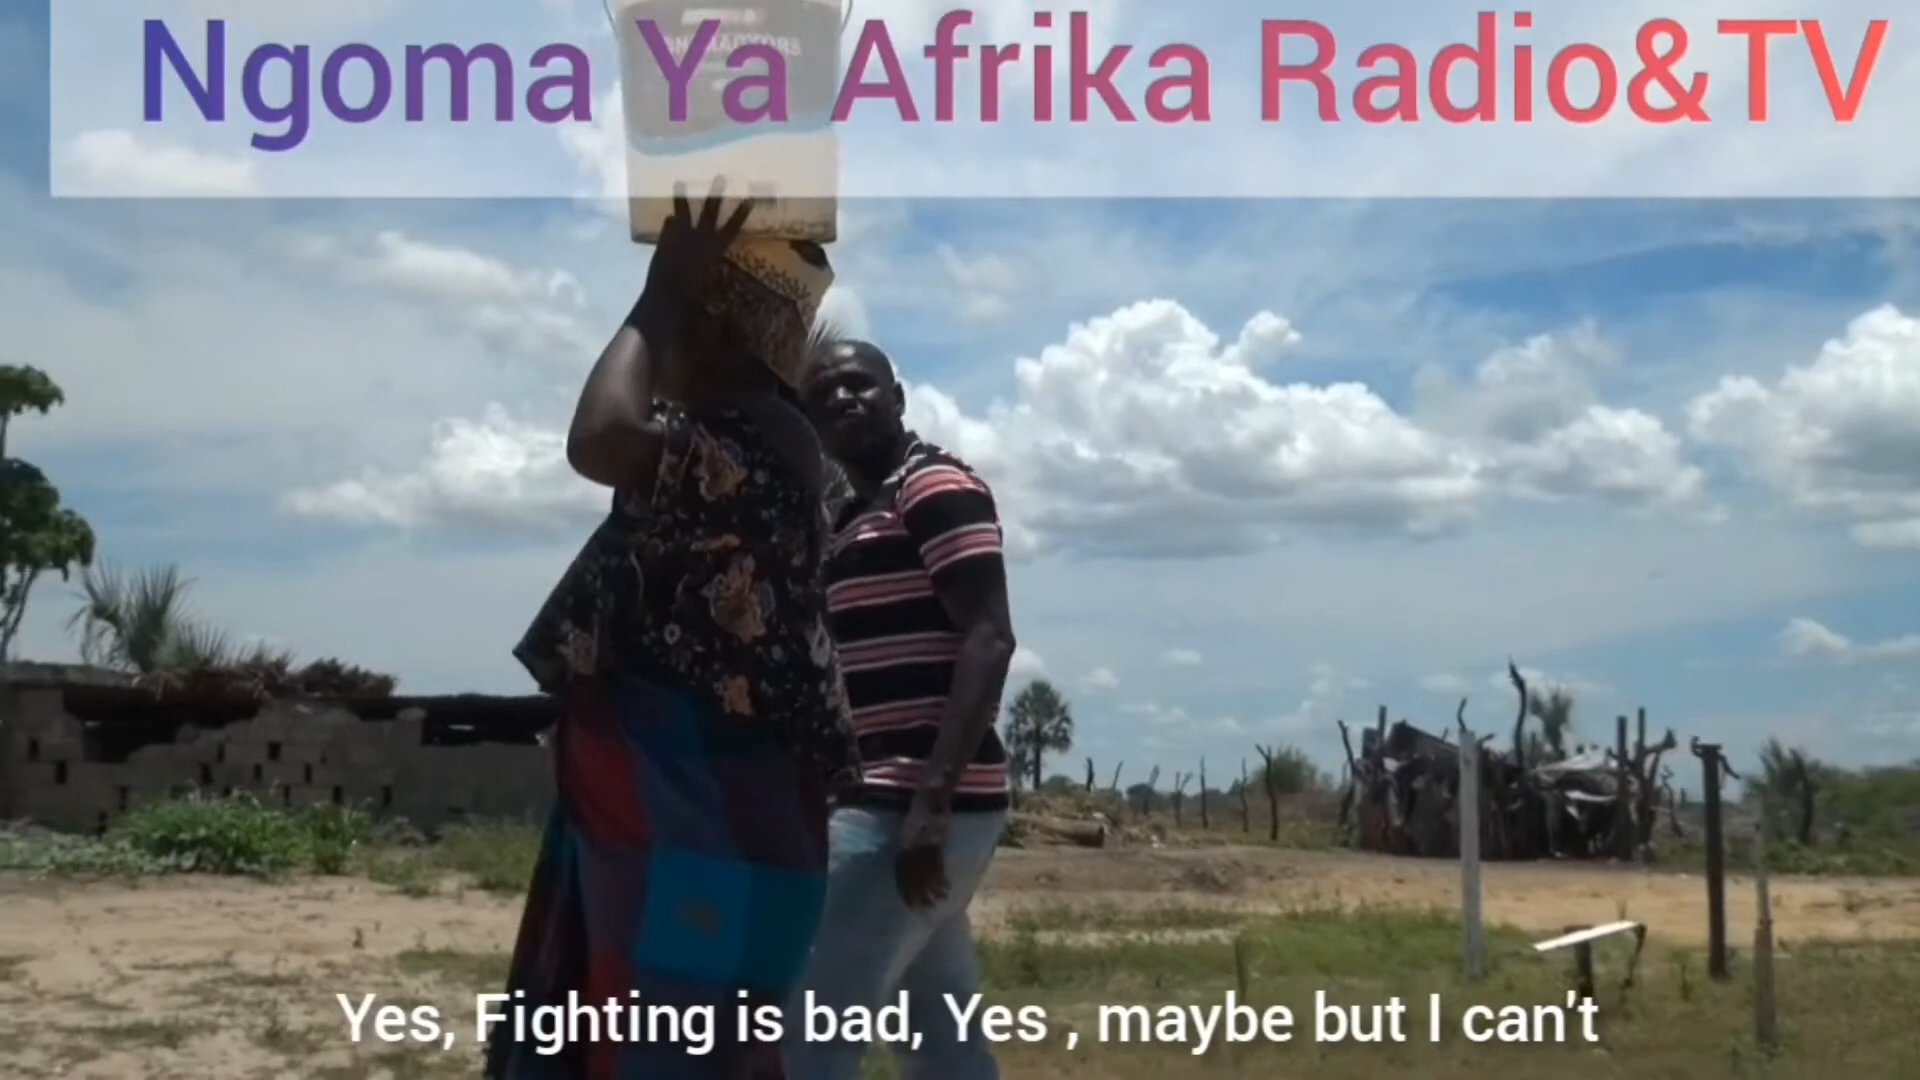 Ngoma Ya Afrika Radio&TV
Yes, Fighting is bad, Yes , maybe but I can't